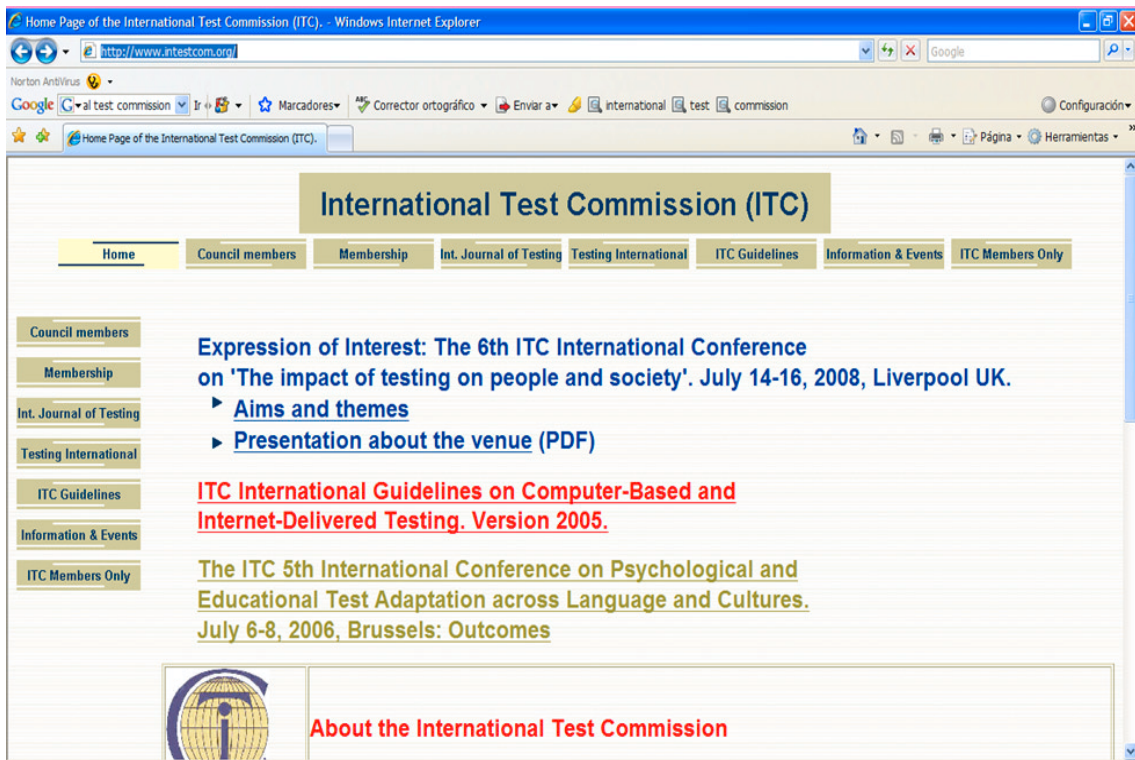 Home Page of the International Test Commission (ITC). - Windows Internet Explorer
http://www.intestcom.org/
Google
Norton AntiVirus
Google G al test commission Ir Marcadores ABC Corrector ortográfico Enviar a international test commission Configuración
Home Page of the International Test Commission (ITC). Página Herramientas »
International Test Commission (ITC)
Home Council members Membership Int. Journal of Testing Testing International ITC Guidelines Information & Events ITC Members Only
Council members
Membership
Int. Journal of Testing
Testing International
ITC Guidelines
Information & Events
ITC Members Only
Expression of Interest: The 6th ITC International Conference
on 'The impact of testing on people and society'. July 14-16, 2008, Liverpool UK.
Aims and themes
Presentation about the venue (PDF)
ITC International Guidelines on Computer-Based and
Internet-Delivered Testing. Version 2005.
The ITC 5th International Conference on Psychological and
Educational Test Adaptation across Language and Cultures.
July 6-8, 2006, Brussels: Outcomes
About the International Test Commission